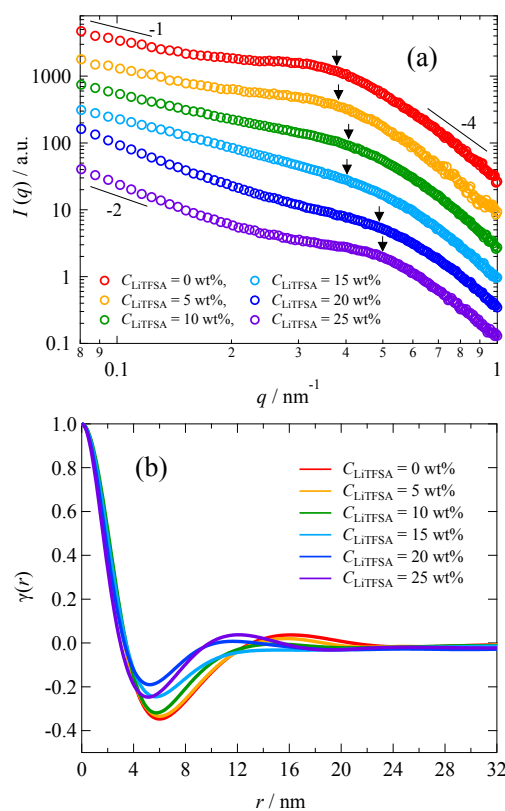 (a)
-1
-4
-2
1000
100
10
1
0.1
I (q) / a.u.
C_LiTFSA = 0 wt%,
C_LiTFSA = 5 wt%,
C_LiTFSA = 10 wt%,
C_LiTFSA = 15 wt%
C_LiTFSA = 20 wt%
C_LiTFSA = 25 wt%
8 9 2 3 4 5 6 7 8 9
0.1 1
q / nm⁻¹
(b)
1.0
0.8
0.6
0.4
0.2
0.0
-0.2
-0.4
γ(r)
C_LiTFSA = 0 wt%
C_LiTFSA = 5 wt%
C_LiTFSA = 10 wt%
C_LiTFSA = 15 wt%
C_LiTFSA = 20 wt%
C_LiTFSA = 25 wt%
0 4 8 12 16 20 24 28 32
r / nm